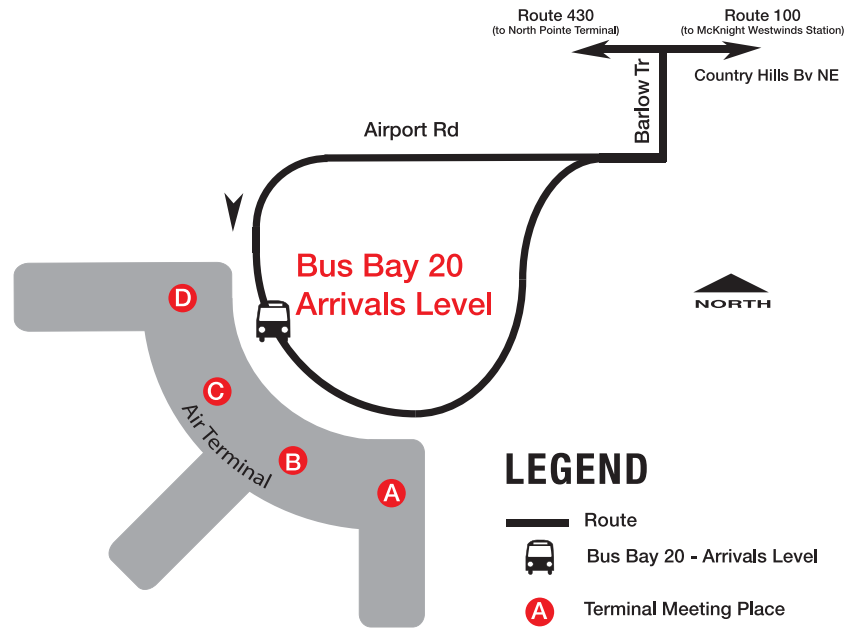 Route 430
(to North Pointe Terminal)
Route 100
(to McKnight Westwinds Station)
Country Hills Bv NE
Barlow Tr
Airport Rd
Bus Bay 20
Arrivals Level
NORTH
D
C
B
A
Air Terminal
LEGEND
Route
Bus Bay 20 - Arrivals Level
A Terminal Meeting Place